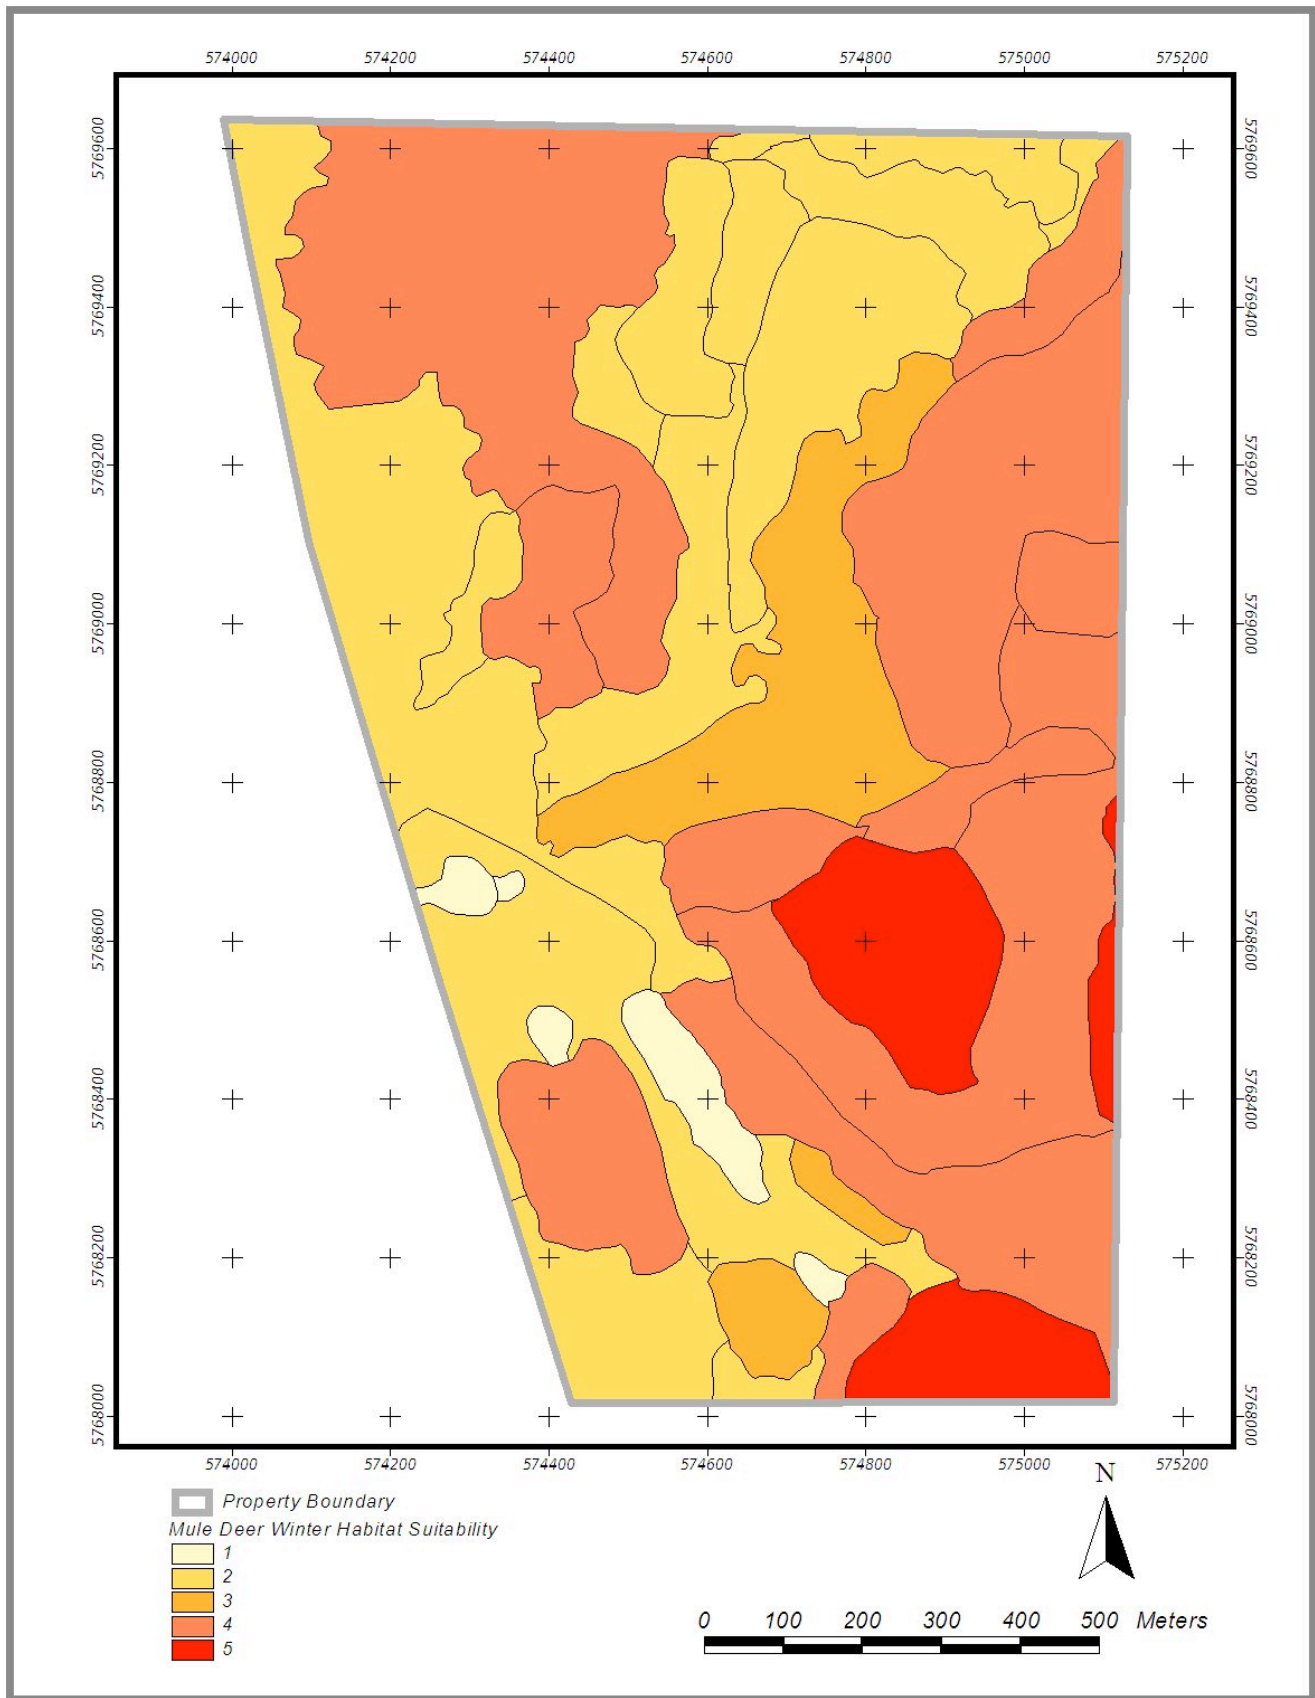 574000 574200 574400 574600 574800 575000 575200
5769600 5769600
5769400 5769400
5769200 5769200
5769000 5769000
5768800 5768800
5768600 5768600
5768400 5768400
5768200 5768200
5768000 5768000
574000 574200 574400 574600 574800 575000 575200
N
Property Boundary
Mule Deer Winter Habitat Suitability
1
2
3
4
5
0 100 200 300 400 500 Meters